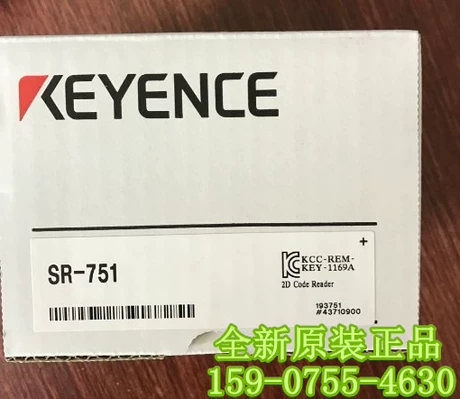 KEYENCE
SR-751
KCC-REM-
KEY-1169A
2D Code Reader
193751
#43710900
全新原装正品
159-0755-4630